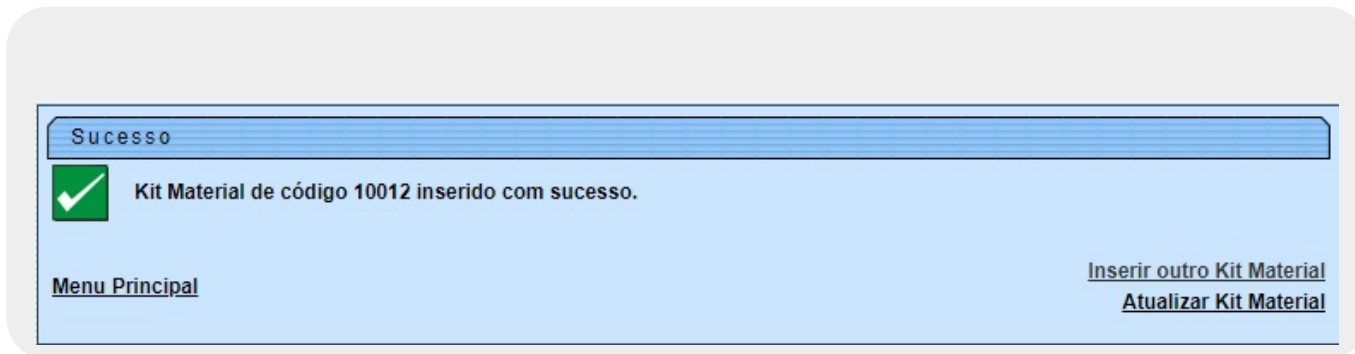 Sucesso
Kit Material de código 10012 inserido com sucesso.
Inserir outro Kit Material
Menu Principal
Atualizar Kit Material